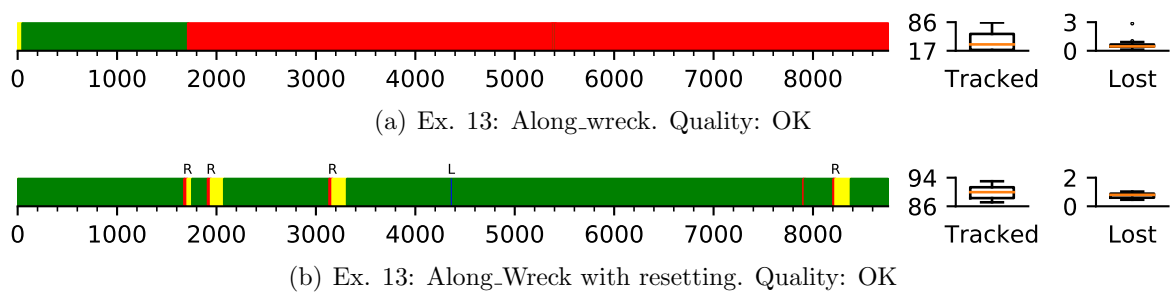 86
17
3
0
0 1000 2000 3000 4000 5000 6000 7000 8000
Tracked
Lost
(a) Ex. 13: Along_wreck. Quality: OK
R R R L R
94
86
2
0
0 1000 2000 3000 4000 5000 6000 7000 8000
Tracked
Lost
(b) Ex. 13: Along_Wreck with resetting. Quality: OK